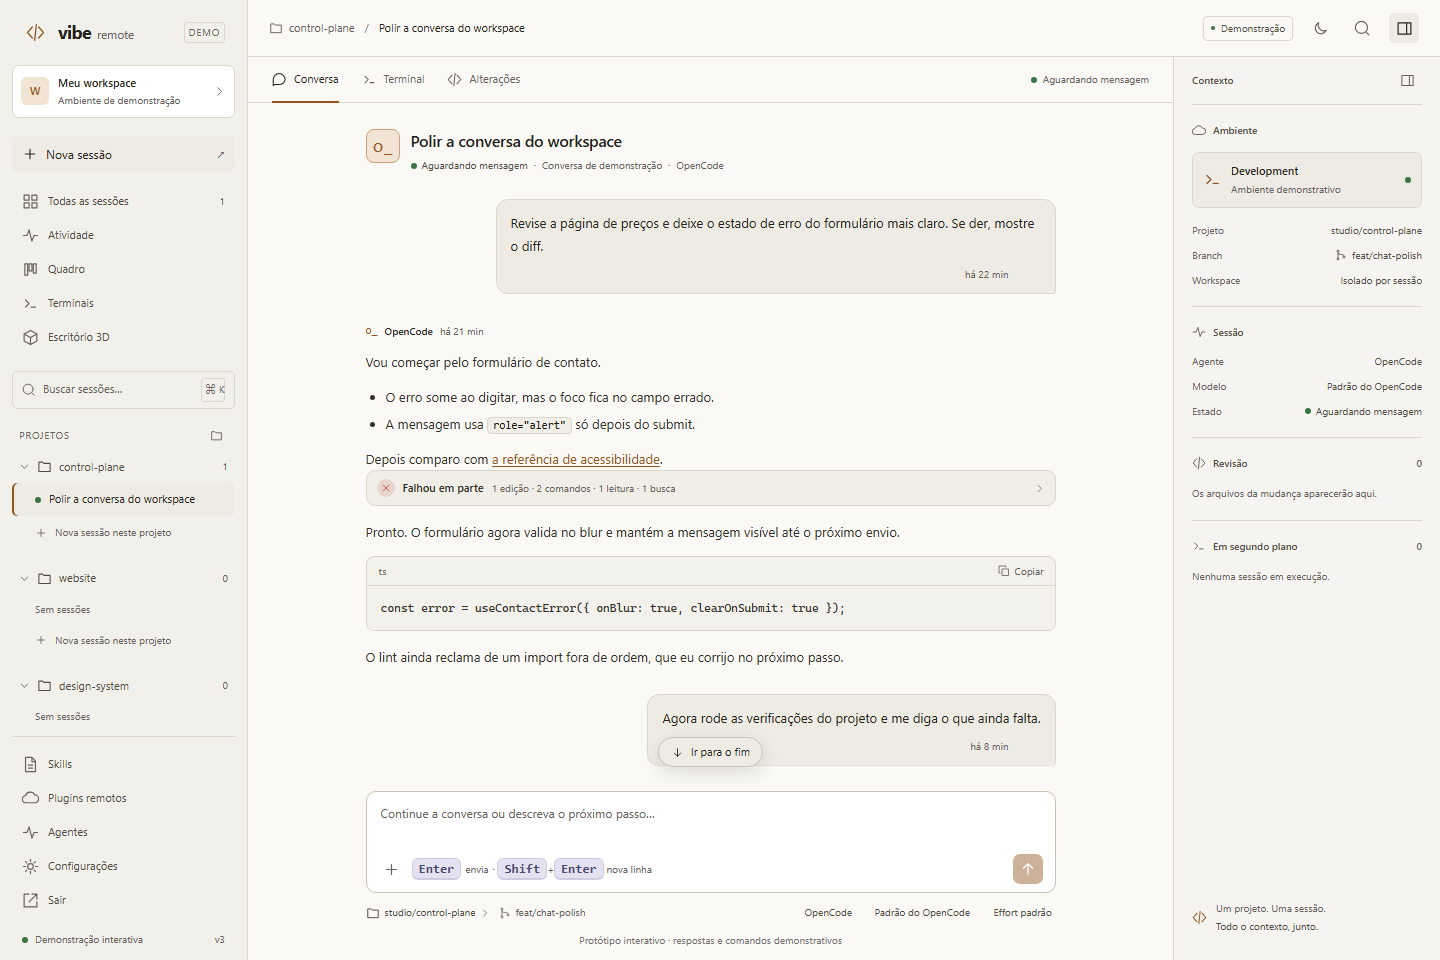 vibe remote DEMO
Meu workspace
Ambiente de demonstração
W
Nova sessão
Todas as sessões 1
Atividade
Quadro
Terminais
Escritório 3D
Buscar sessões... ⌘ K
PROJETOS
control-plane 1
Polir a conversa do workspace
Nova sessão neste projeto
website 0
Sem sessões
Nova sessão neste projeto
design-system 0
Sem sessões
Skills
Plugins remotos
Agentes
Configurações
Sair
Demonstração interativa v3
control-plane / Polir a conversa do workspace
Demonstração
Conversa Terminal Alterações
Aguardando mensagem
o_ Polir a conversa do workspace
Aguardando mensagem · Conversa de demonstração · OpenCode
Revise a página de preços e deixe o estado de erro do formulário mais claro. Se der, mostre
o diff.
há 22 min
o_ OpenCode há 21 min
Vou começar pelo formulário de contato.
• O erro some ao digitar, mas o foco fica no campo errado.
• A mensagem usa role="alert" só depois do submit.
Depois comparo com a referência de acessibilidade.
Falhou em parte 1 edição · 2 comandos · 1 leitura · 1 busca
Pronto. O formulário agora valida no blur e mantém a mensagem visível até o próximo envio.
ts Copiar
const error = useContactError({ onBlur: true, clearOnSubmit: true });
O lint ainda reclama de um import fora de ordem, que eu corrijo no próximo passo.
Agora rode as verificações do projeto e me diga o que ainda falta.
há 8 min
Ir para o fim
Continue a conversa ou descreva o próximo passo...
Enter envia · Shift + Enter nova linha
studio/control-plane feat/chat-polish OpenCode Padrão do OpenCode Effort padrão
Protótipo interativo · respostas e comandos demonstrativos
Contexto
Ambiente
Development
Ambiente demonstrativo
Projeto studio/control-plane
Branch feat/chat-polish
Workspace Isolado por sessão
Sessão
Agente OpenCode
Modelo Padrão do OpenCode
Estado Aguardando mensagem
Revisão 0
Os arquivos da mudança aparecerão aqui.
Em segundo plano 0
Nenhuma sessão em execução.
Um projeto. Uma sessão.
Todo o contexto, junto.